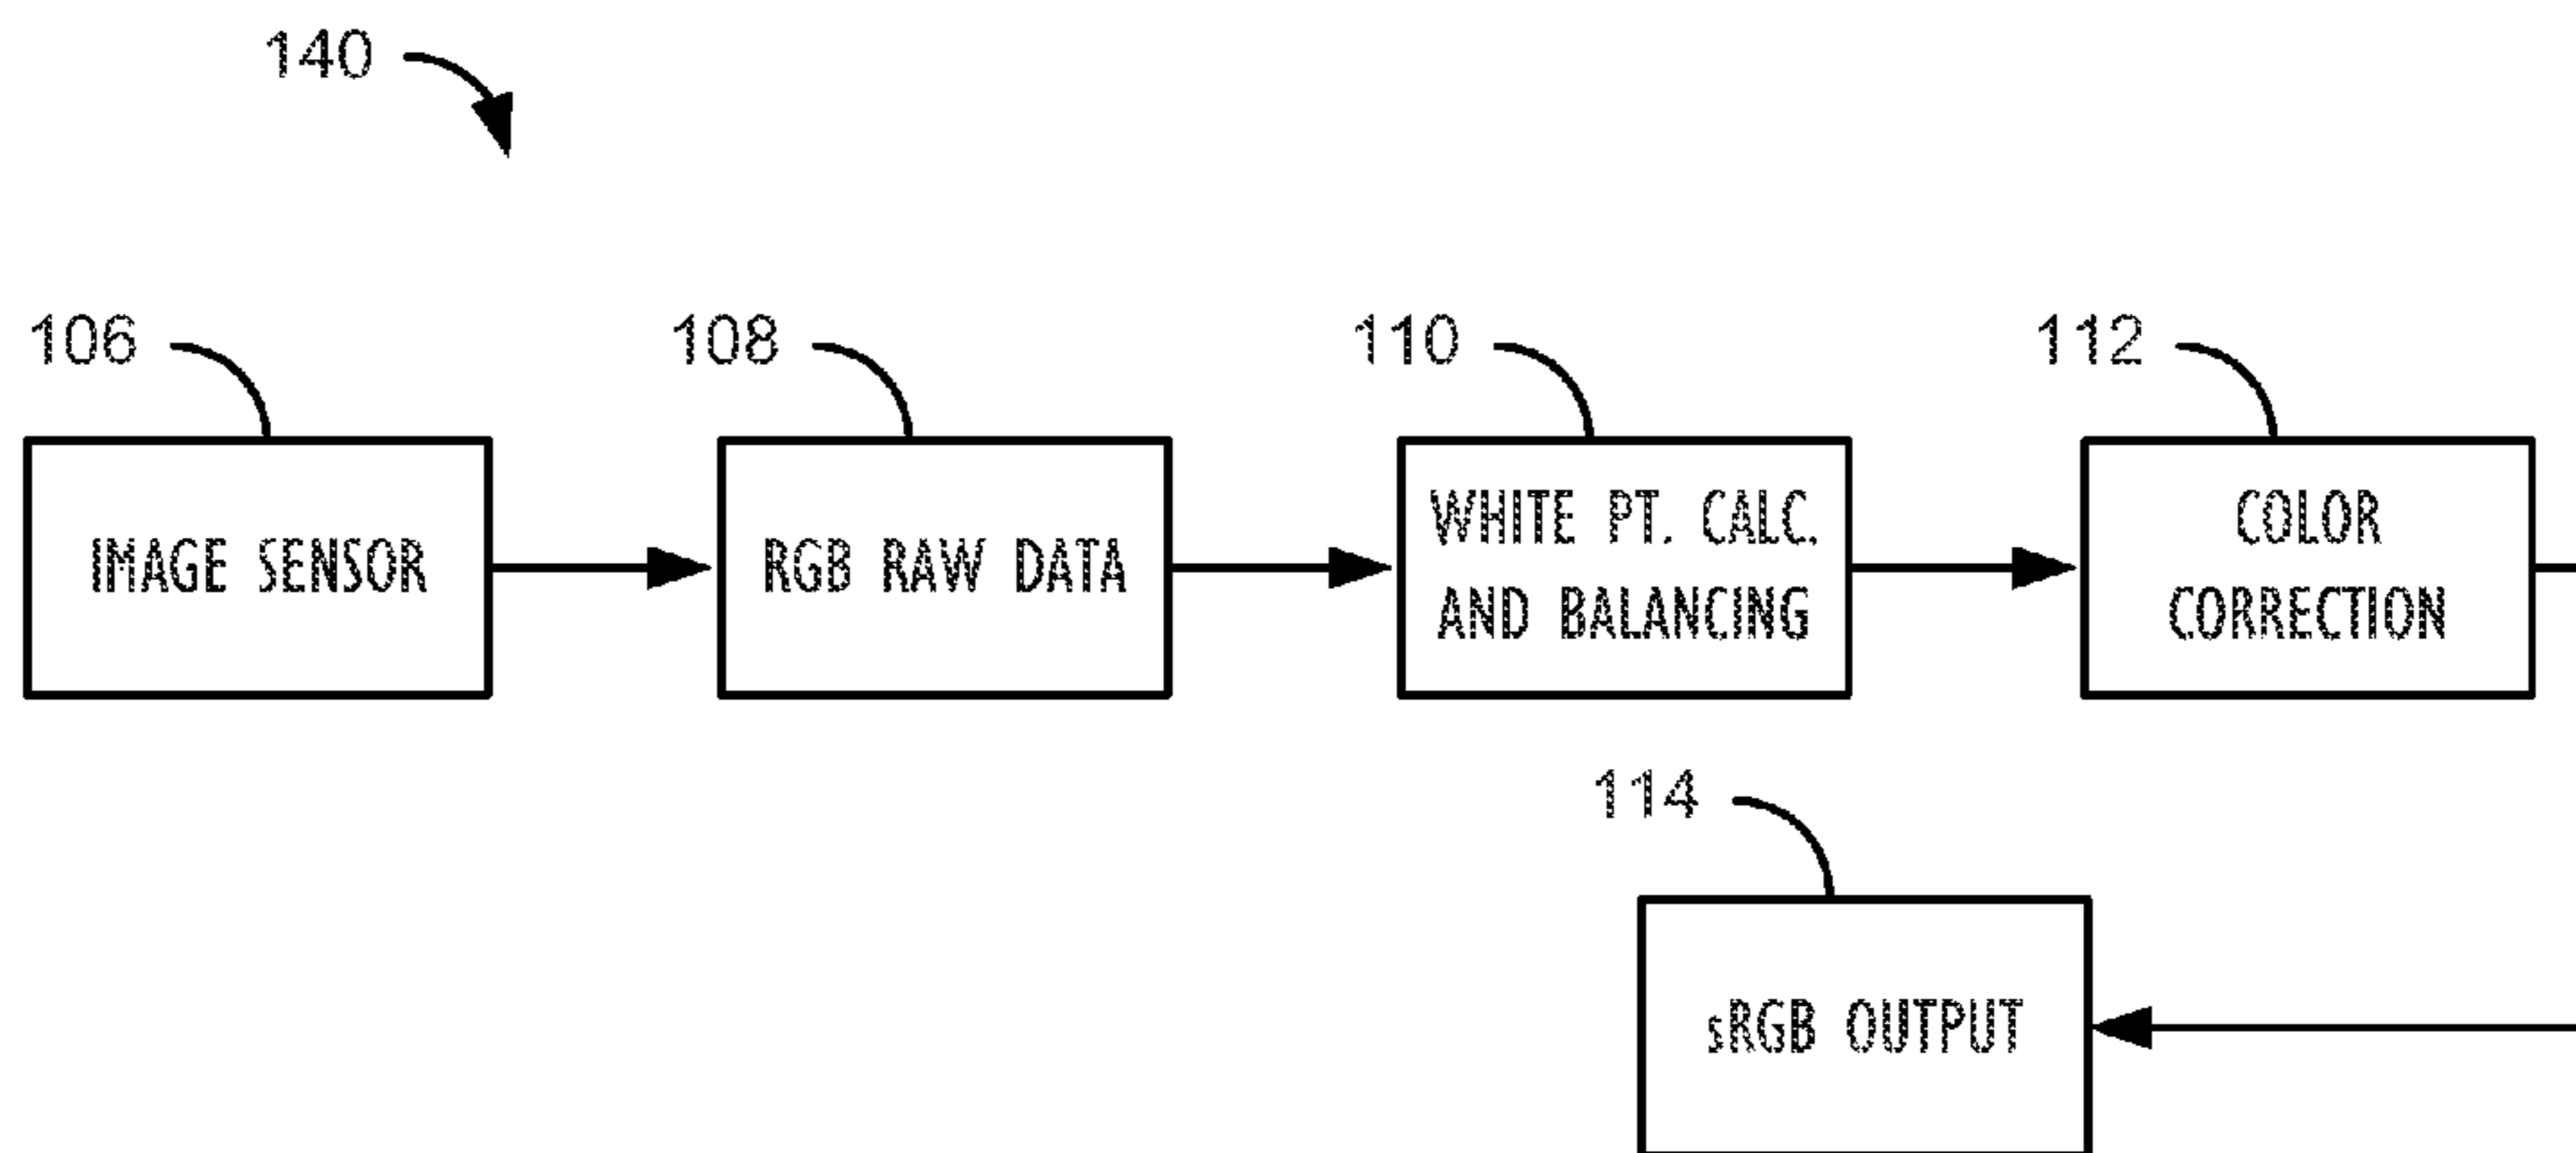 140
106
108
110
112
IMAGE SENSOR
RGB RAW DATA
WHITE PT. CALC.
AND BALANCING
COLOR
CORRECTION
114
sRGB OUTPUT